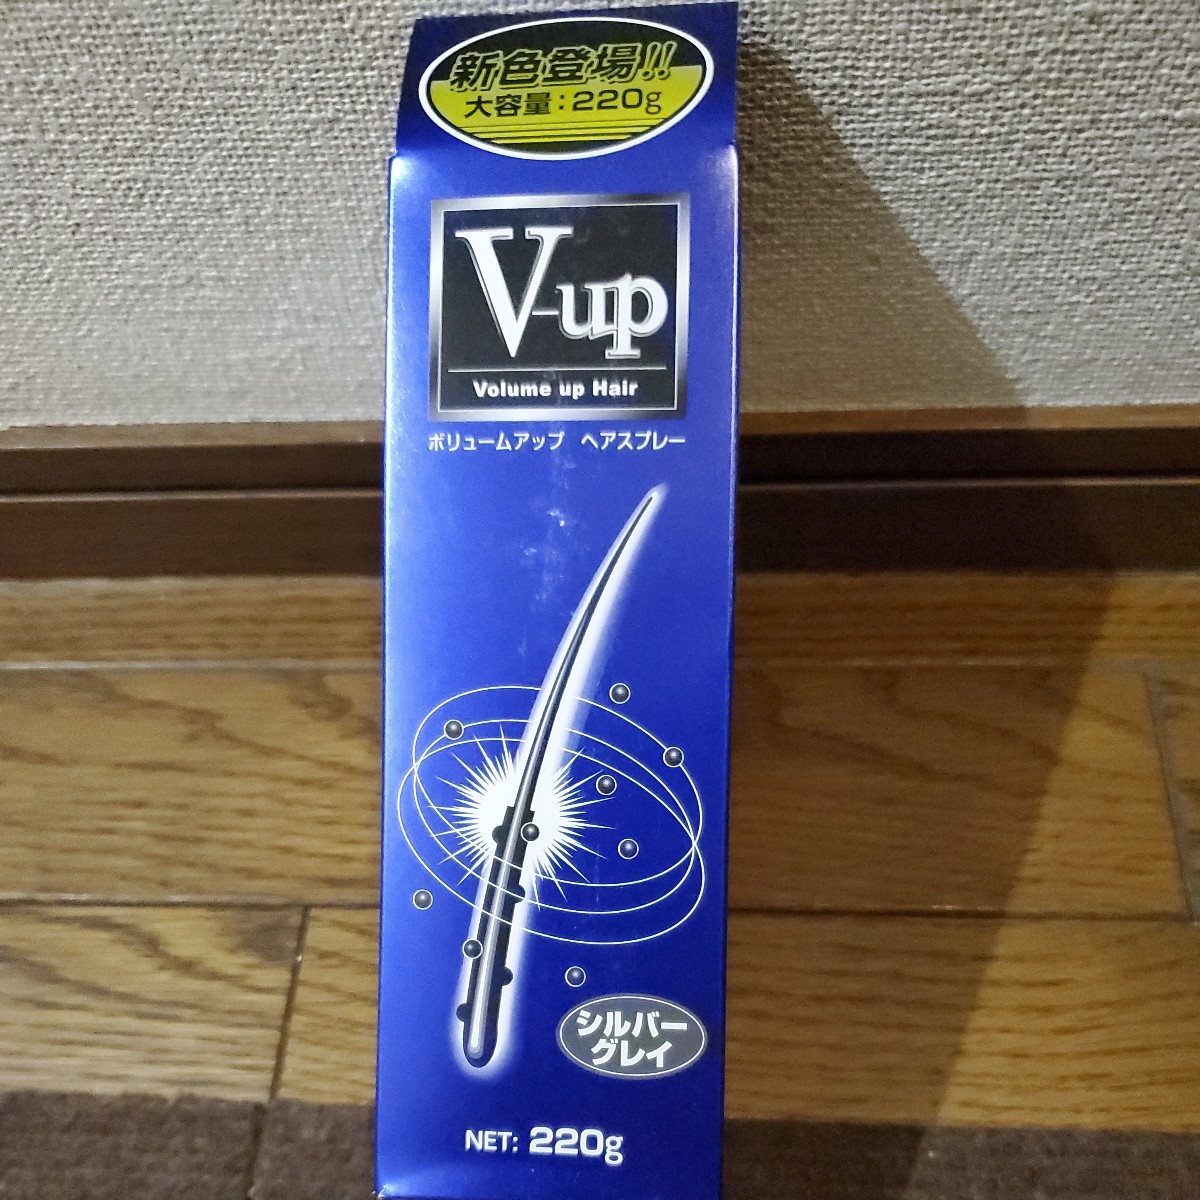 新色登場!!
大容量:220g
V-up
Volume up Hair
ボリュームアップ ヘアスプレー
シルバー
グレイ
NET: 220g